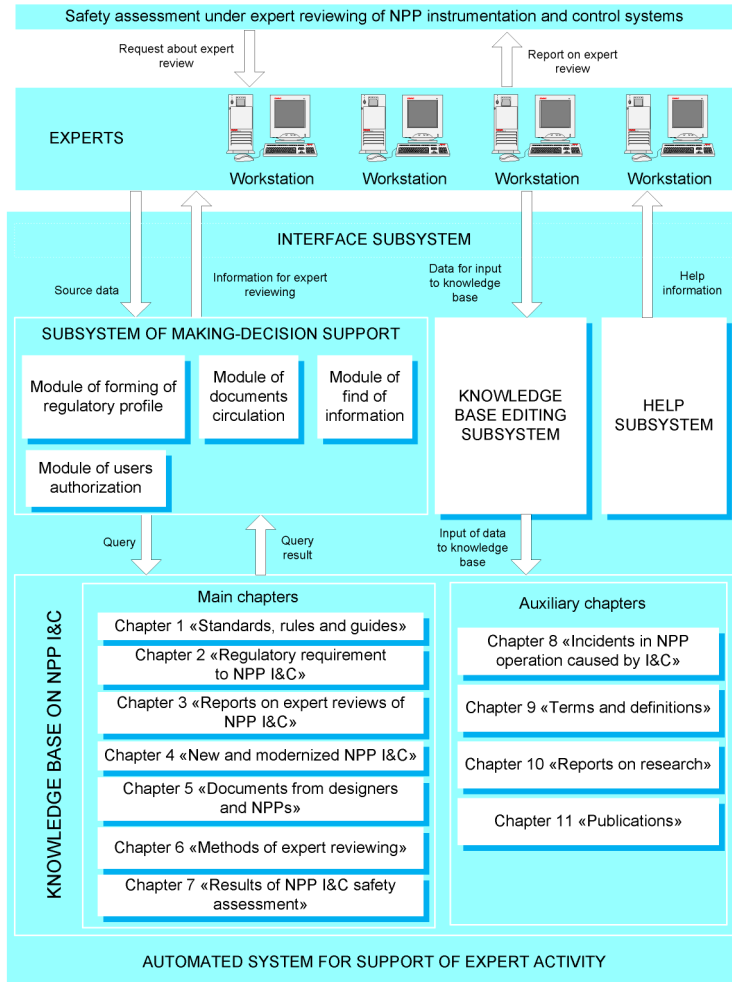 Safety assessment under expert reviewing of NPP instrumentation and control systems
Request about expert
review
Report on expert
review
EXPERTS
Workstation
Workstation
Workstation
Workstation
INTERFACE SUBSYSTEM
Source data
Information for expert
reviewing
Data for input
to knowledge
base
Help
information
SUBSYSTEM OF MAKING-DECISION SUPPORT
Module of forming of
regulatory profile
Module of
documents
circulation
Module of
find of
information
Module of users
authorization
KNOWLEDGE
BASE EDITING
SUBSYSTEM
HELP
SUBSYSTEM
Query
Query
result
Input of data
to knowledge
base
KNOWLEDGE BASE ON NPP I&C
Main chapters
Chapter 1 «Standards, rules and guides»
Chapter 2 «Regulatory requirement
to NPP I&C»
Chapter 3 «Reports on expert reviews of
NPP I&C»
Chapter 4 «New and modernized NPP I&C»
Chapter 5 «Documents from designers
and NPPs»
Chapter 6 «Methods of expert reviewing»
Chapter 7 «Results of NPP I&C safety
assessment»
Auxiliary chapters
Chapter 8 «Incidents in NPP
operation caused by I&C»
Chapter 9 «Terms and definitions»
Chapter 10 «Reports on research»
Chapter 11 «Publications»
AUTOMATED SYSTEM FOR SUPPORT OF EXPERT ACTIVITY